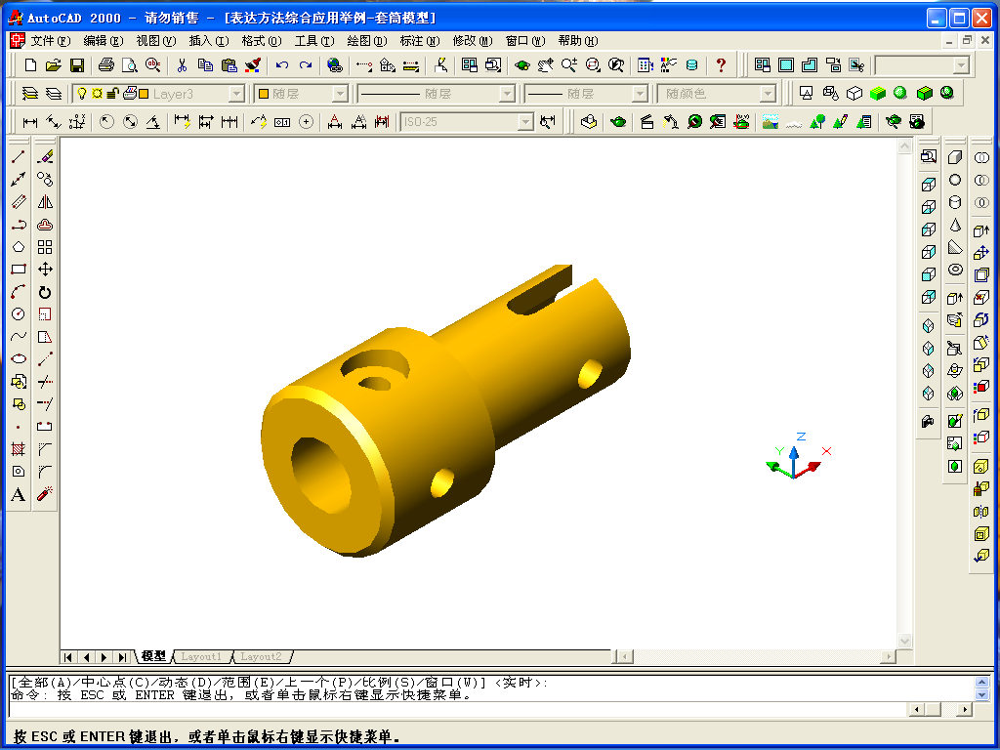 AutoCAD 2000 - 请勿销售 - [表达方法综合应用举例-套筒模型]
文件(F) 编辑(E) 视图(V) 插入(I) 格式(O) 工具(T) 绘图(D) 标注(N) 修改(M) 窗口(W) 帮助(H)
Layer3 随层 随层 随层 随颜色
ISO-25
Z
Y X
模型 Layout1 Layout2
[全部(A)/中心点(C)/动态(D)/范围(E)/上一个(P)/比例(S)/窗口(W)] <实时>:
命令: 按 ESC 或 ENTER 键退出，或者单击鼠标右键显示快捷菜单。
按 ESC 或 ENTER 键退出，或者单击鼠标右键显示快捷菜单。